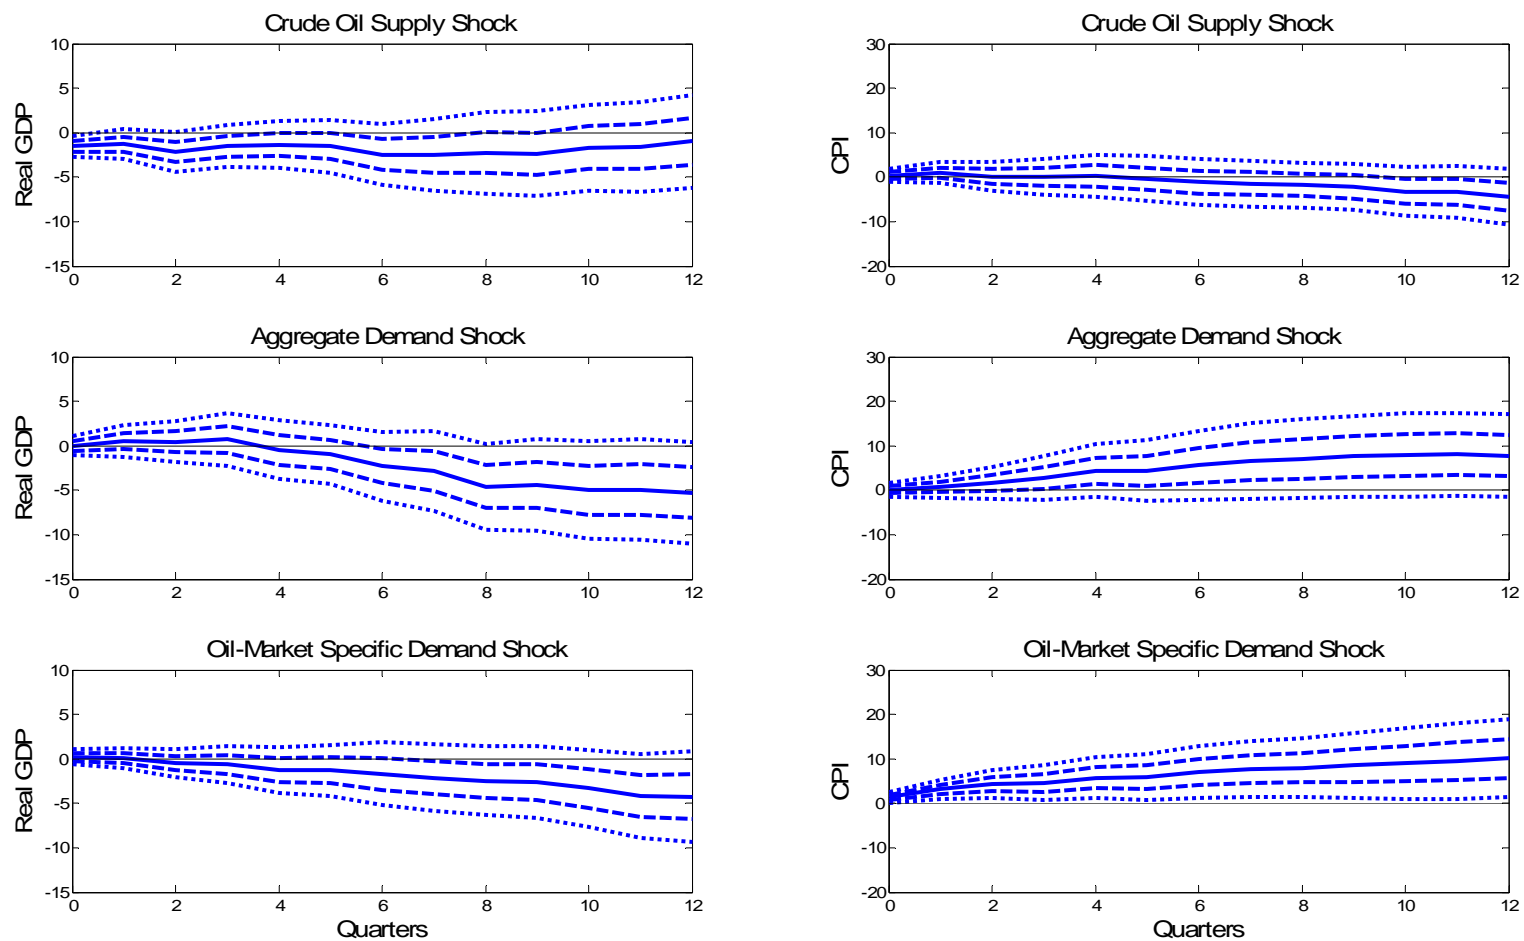 Crude Oil Supply Shock
10
5
0
-5
-10
-15
Real GDP
0 2 4 6 8 10 12
Crude Oil Supply Shock
30
20
10
0
-10
-20
CPI
0 2 4 6 8 10 12
Aggregate Demand Shock
10
5
0
-5
-10
-15
Real GDP
0 2 4 6 8 10 12
Aggregate Demand Shock
30
20
10
0
-10
-20
CPI
0 2 4 6 8 10 12
Oil-Market Specific Demand Shock
10
5
0
-5
-10
-15
Real GDP
0 2 4 6 8 10 12
Quarters
Oil-Market Specific Demand Shock
30
20
10
0
-10
-20
CPI
0 2 4 6 8 10 12
Quarters